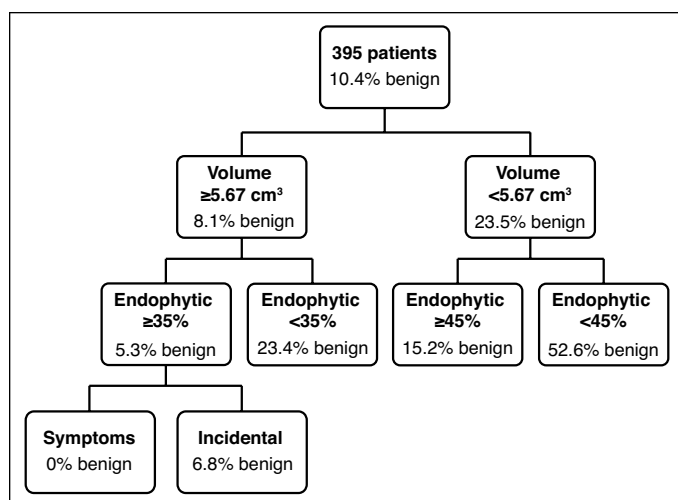 395 patients
10.4% benign
Volume
≥5.67 cm³
8.1% benign
Volume
<5.67 cm³
23.5% benign
Endophytic
≥35%
5.3% benign
Endophytic
<35%
23.4% benign
Endophytic
≥45%
15.2% benign
Endophytic
<45%
52.6% benign
Symptoms
0% benign
Incidental
6.8% benign